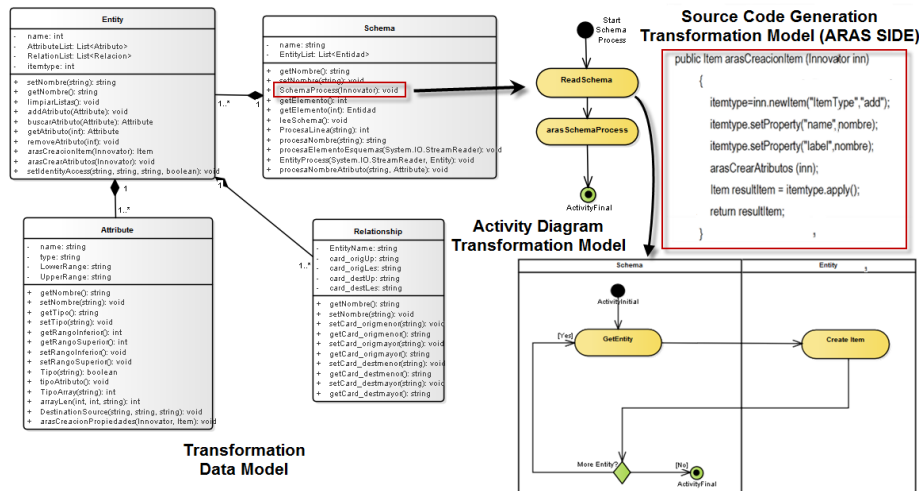 Entity
- name: string
- AttributeList: List<Atributo>
- RelationList: List<Relacion>
- itemtype: int
+ setNombre(string): string
+ getNombre(): string
+ limpiarListas(): void
+ addAtributo(Attribute): void
+ buscarAtributo(Attribute): Attribute
+ getAtributo(int): Attribute
+ removeAtributo(int): void
+ arasCreacionItem(Innovator): Item
+ arasCrearAtributos(Innovator): void
+ setIdentityAccess(string, string, string, boolean): void
1..*
1
Schema
- name: string
- EntityList: List<Entidad>
+ getNombre(): string
+ setNombre(string): void
+ SchemaProcess(Innovator): void
+ getElemento(): int
+ getElemento(int): Entidad
+ leeSchema(): void
+ ProcesaLinea(string): int
+ procesaNombre(string): string
+ procesaElementoEsquemas(System.IO.StreamReader): void
+ EntityProcess(System.IO.StreamReader, Entity): void
+ procesaNombreAtributo(string, Attribute): void
Start
Schema
Process
ReadSchema
arasSchemaProcess
ActivityFinal
Source Code Generation
Transformation Model (ARAS SIDE)
public Item arasCreacionItem (Innovator inn)
{
itemtype=inn.newItem("ItemType","add");
itemtype.setProperty("name",nombre);
itemtype.setProperty("label",nombre);
arasCrearAtributos (inn);
Item resultItem = itemtype.apply();
return resultItem;
}
1
1
1..*
1..*
Attribute
- name: string
- type: string
- LowerRange: string
- UpperRange: string
+ getNombre(): string
+ setNombre(string): void
+ getTipo(): string
+ setTipo(string): void
+ getRangoInferior(): int
+ getRangoSuperior(): int
+ setRangoInferior(): void
+ setRangoSuperior(): void
+ Tipo(string): boolean
+ tipoAtributo(): void
+ TipoArray(string): int
+ arrayLen(int, int, string): int
+ DestinationSource(string, string, string): void
+ arasCreacionPropiedades(Innovator, Item): void
Relationship
- EntityName: string
- card_origUp: string
- card_origLes: string
- card_destUp: string
- card_destLes: string
+ getNombre(): string
+ setNombre(string): void
+ setCard_origmenor(string): void
+ getCard_origmenor(): string
+ setCard_origmayor(string): void
+ getCard_origmayor(): string
+ setCard_destmenor(string): void
+ getCard_destmenor(): string
+ setCard_destmayor(string): void
+ getCard_destmayor(): string
Activity Diagram
Transformation Model
Schema
Entity
1
ActivityInitial
[Yes]
GetEntity
Create Item
More Entity?
[No]
ActivityFinal
Transformation
Data Model